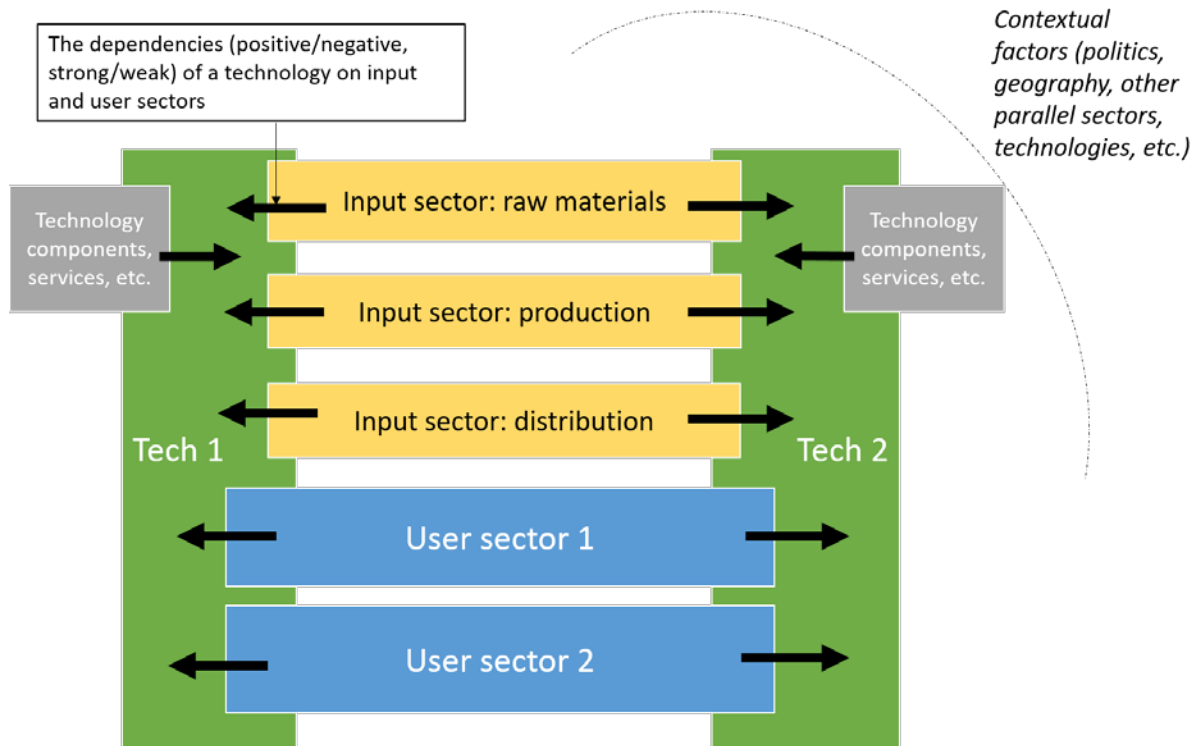 The dependencies (positive/negative,
strong/weak) of a technology on input
and user sectors
Contextual
factors (politics,
geography, other
parallel sectors,
technologies, etc.)
Input sector: raw materials
Technology
components,
services, etc.
Technology
components,
services, etc.
Input sector: production
Input sector: distribution
Tech 1
Tech 2
User sector 1
User sector 2